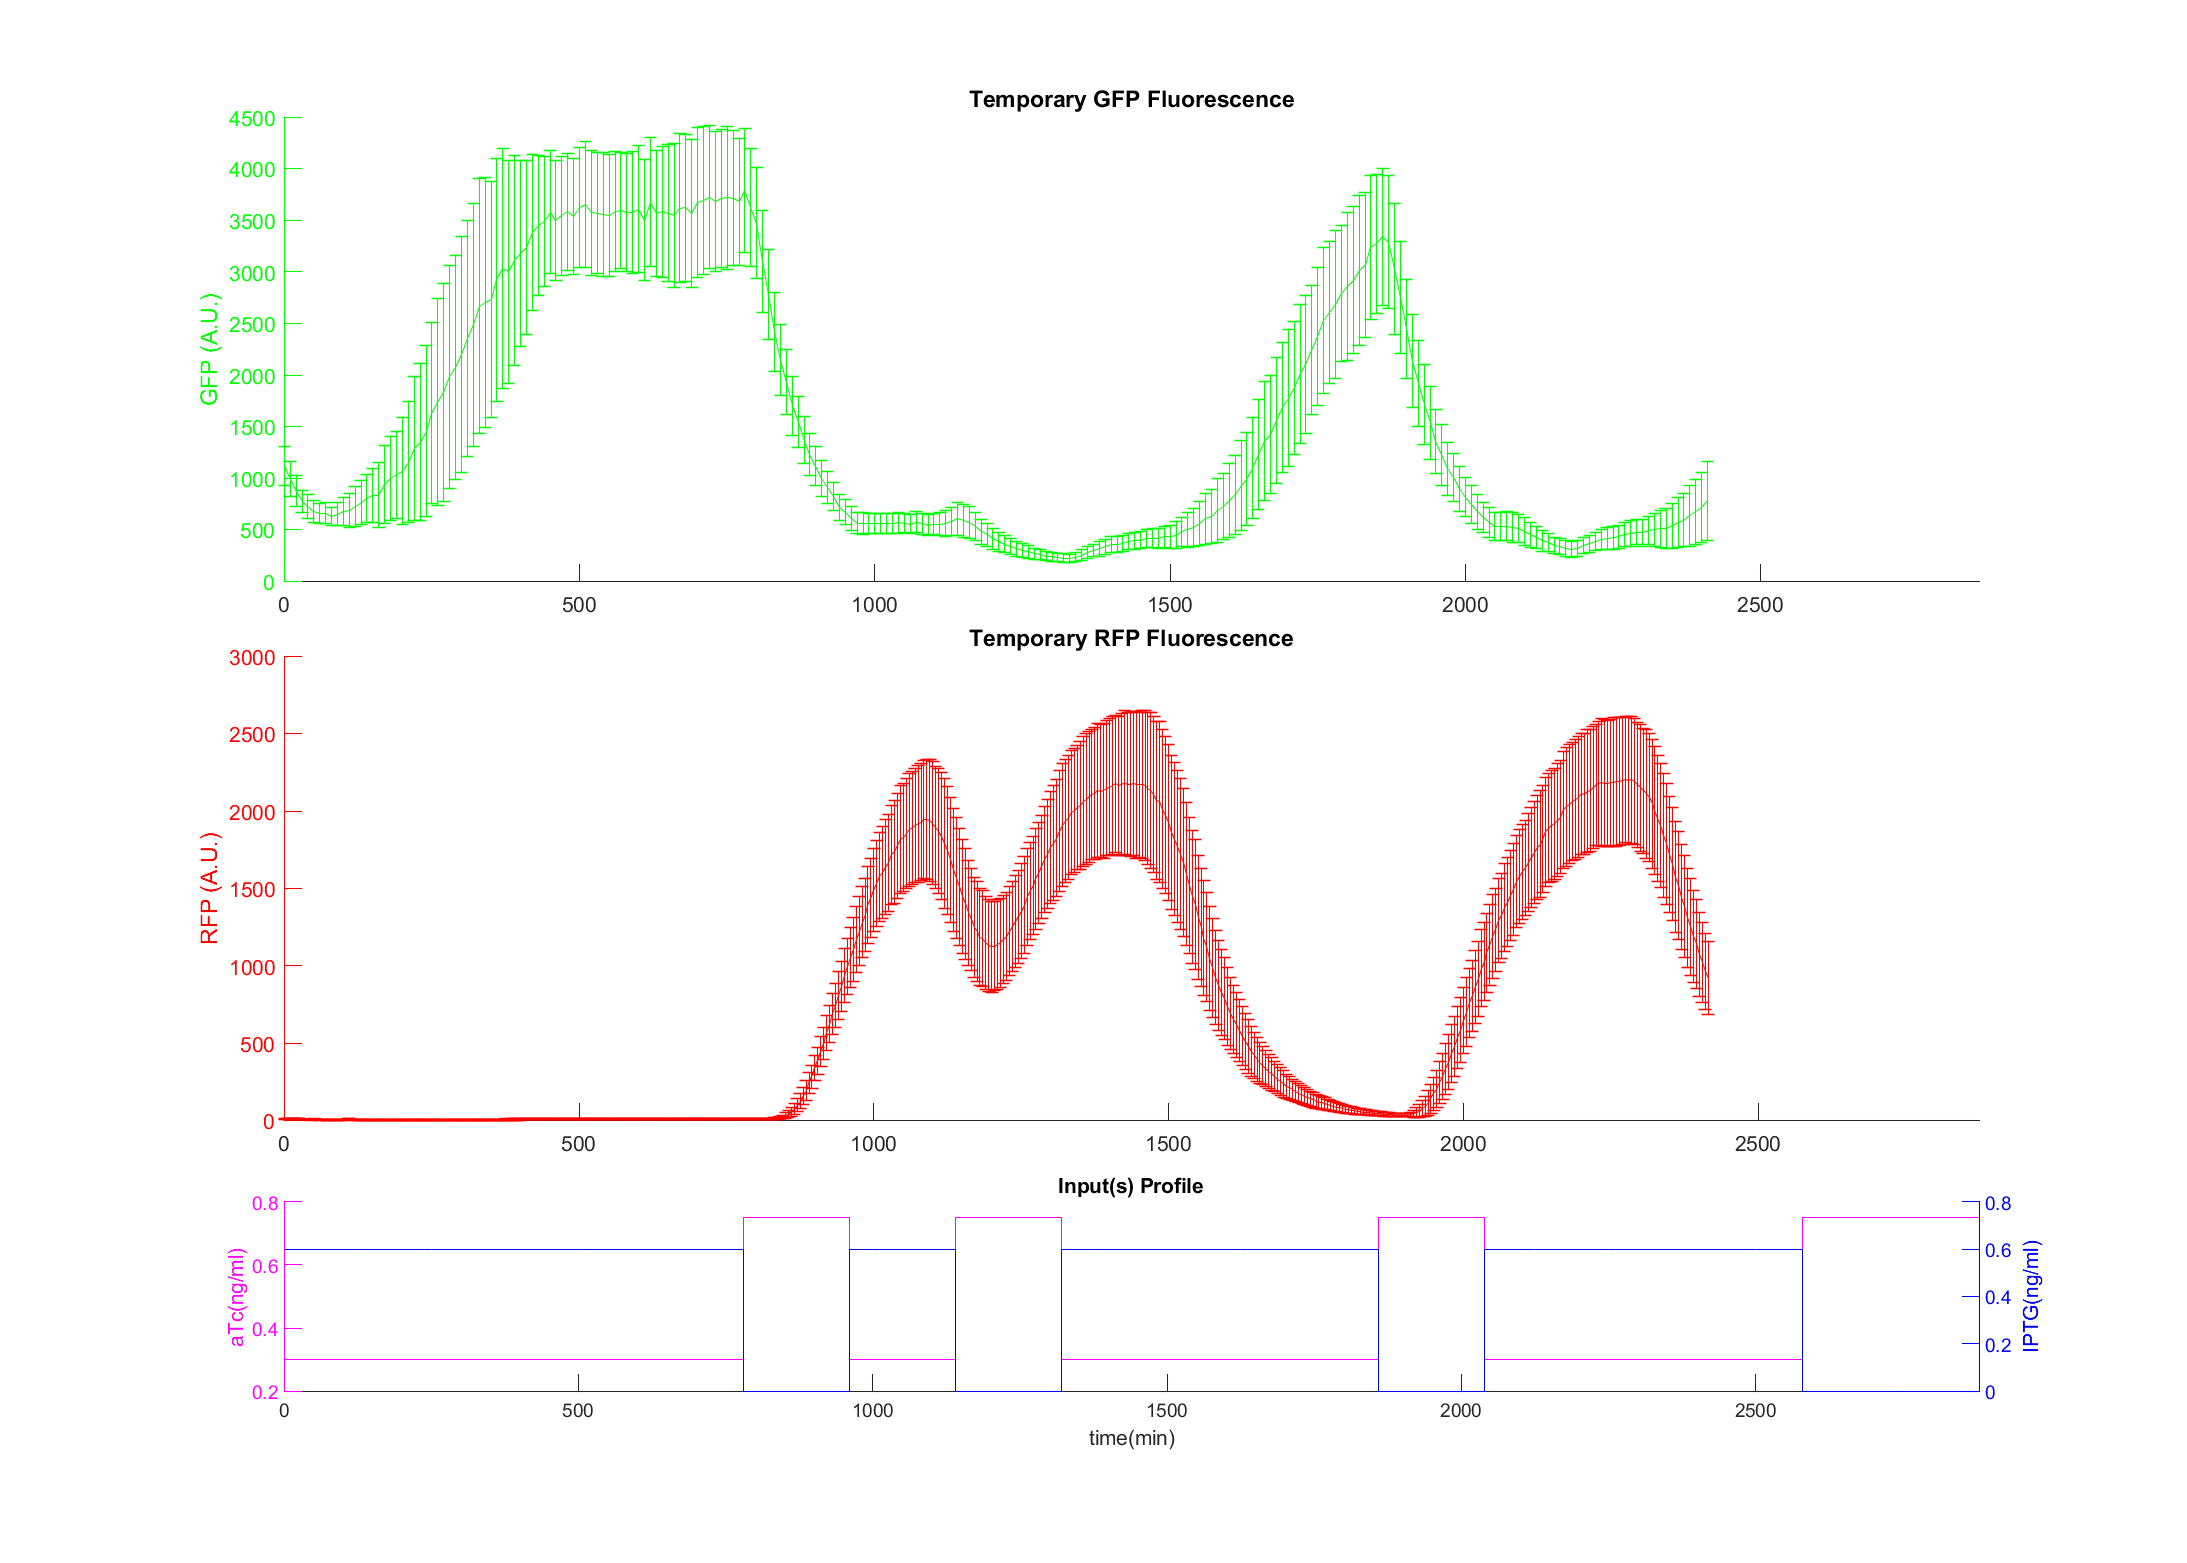 Temporary GFP Fluorescence
4500
4000
3500
3000
2500
2000
1500
1000
500
0
GFP (A.U.)
0 500 1000 1500 2000 2500
Temporary RFP Fluorescence
3000
2500
2000
1500
1000
500
0
RFP (A.U.)
0 500 1000 1500 2000 2500
Input(s) Profile
0.8
0.6
0.4
0.2
aTc(ng/ml)
0.8
0.6
0.4
0.2
0
IPTG(ng/ml)
0 500 1000 1500 2000 2500
time(min)